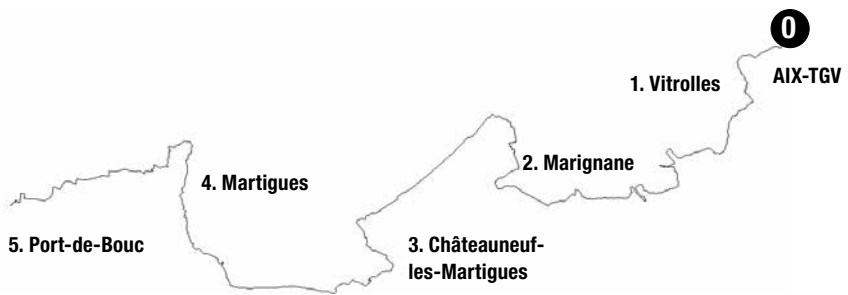 0
AIX-TGV
1. Vitrolles
2. Marignane
3. Châteauneuf-
les-Martigues
4. Martigues
5. Port-de-Bouc